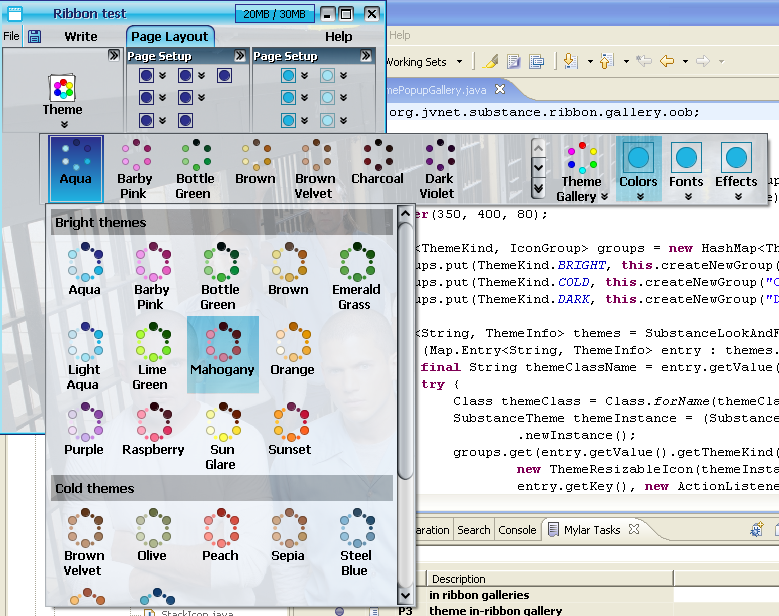 Ribbon test
20MB / 30MB
File
Write
Page Layout
Help
Help
Page Setup
Page Setup
Theme
Working Sets
emePopupGallery.java
org.jvnet.substance.ribbon.gallery.oob;
Aqua
Barby Pink
Bottle Green
Brown
Brown Velvet
Charcoal
Dark Violet
Theme Gallery
Colors
Fonts
Effects
er(350, 400, 80);
<ThemeKind, IconGroup> groups = new HashMap<Th
ups.put(ThemeKind.BRIGHT, this.createNewGroup(
ups.put(ThemeKind.COLD, this.createNewGroup("C
ups.put(ThemeKind.DARK, this.createNewGroup("D
<String, ThemeInfo> themes = SubstanceLookAndF
(Map.Entry<String, ThemeInfo> entry : themes.
final String themeClassName = entry.getValue(
try {
Class themeClass = Class.forName(themeCla
SubstanceTheme themeInstance = (Substance
.newInstance();
groups.get(entry.getValue().getThemeKind(
new ThemeResizableIcon(themeInsta
entry.getKey(), new ActionListene
Bright themes
Aqua
Barby Pink
Bottle Green
Brown
Emerald Grass
Light Aqua
Lime Green
Mahogany
Orange
Purple
Raspberry
Sun Glare
Sunset
Cold themes
Brown Velvet
Olive
Peach
Sepia
Steel Blue
aration
Search
Console
Mylar Tasks
Description
in ribbon galleries
P3
theme in-ribbon gallery
StackIcon.java